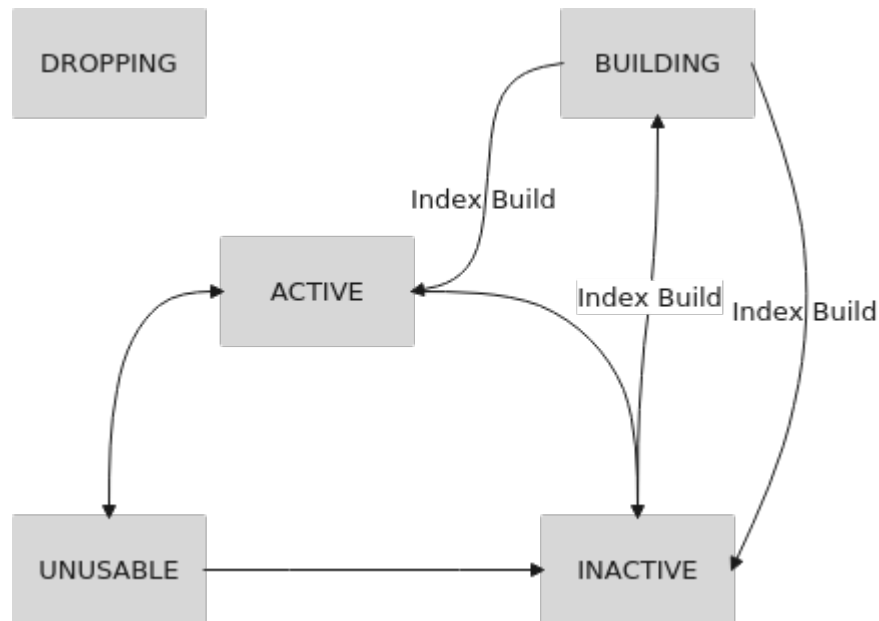 DROPPING
BUILDING
Index Build
ACTIVE
Index Build
Index Build
UNUSABLE
INACTIVE